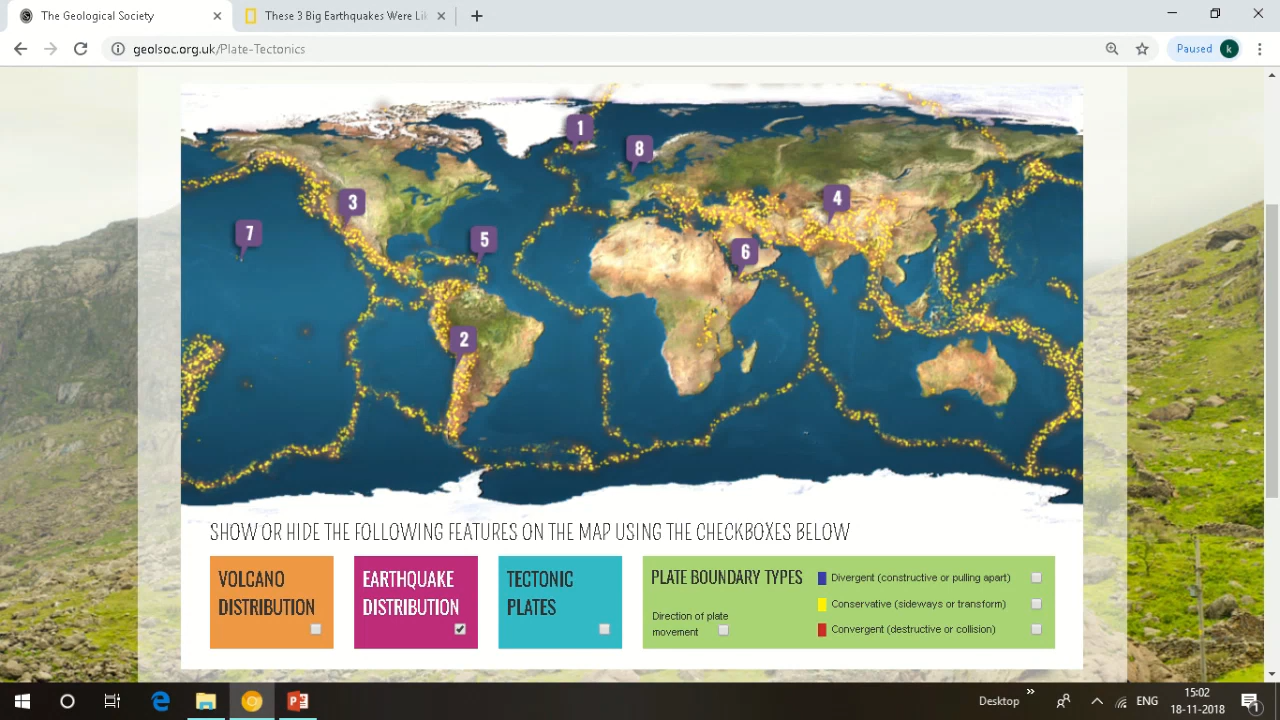 The Geological Society
These 3 Big Earthquakes Were Li
geolsoc.org.uk/Plate-Tectonics
Paused k
1
8
3
4
7
5
6
2
SHOW OR HIDE THE FOLLOWING FEATURES ON THE MAP USING THE CHECKBOXES BELOW
VOLCANO
DISTRIBUTION
EARTHQUAKE
DISTRIBUTION
TECTONIC
PLATES
PLATE BOUNDARY TYPES
Direction of plate
movement
Divergent (constructive or pulling apart)
Conservative (sideways or transform)
Convergent (destructive or collision)
Desktop
ENG
15:02
18-11-2018
1